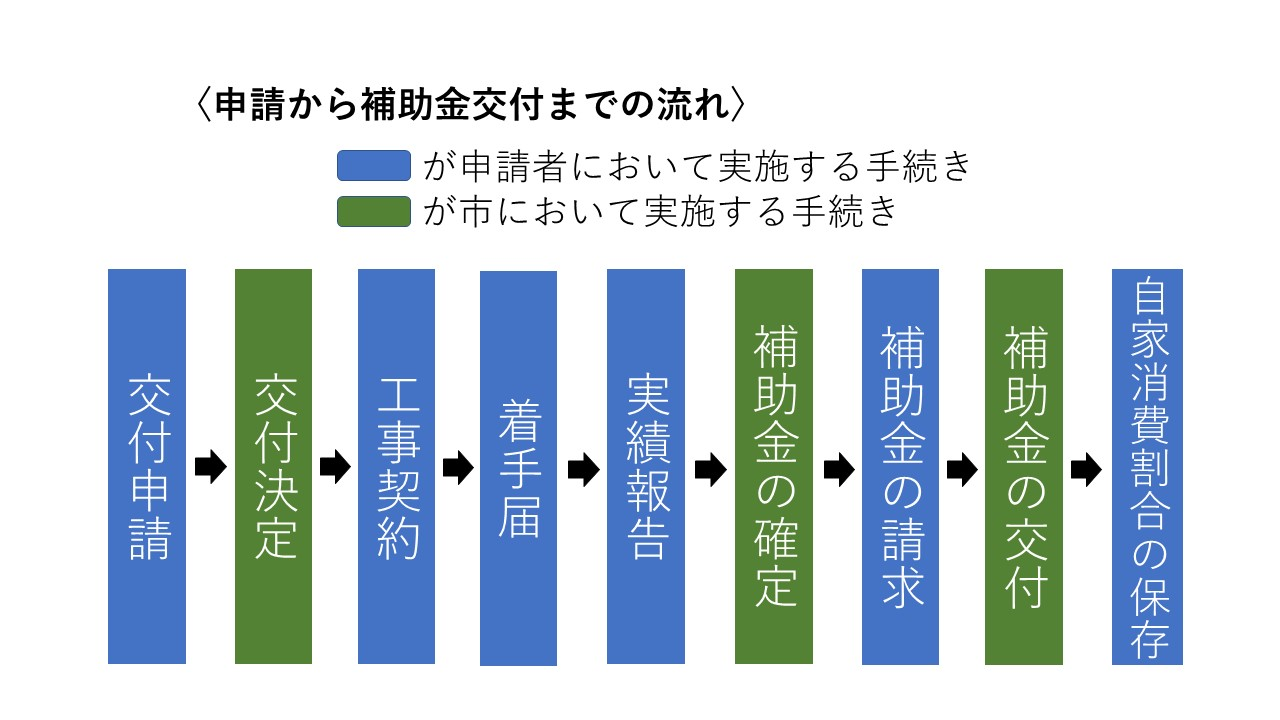 〈申請から補助金交付までの流れ〉
が申請者において実施する手続き
が市において実施する手続き
交付申請
交付決定
工事契約
着手届
実績報告
補助金の確定
補助金の請求
補助金の交付
自家消費割合の保存